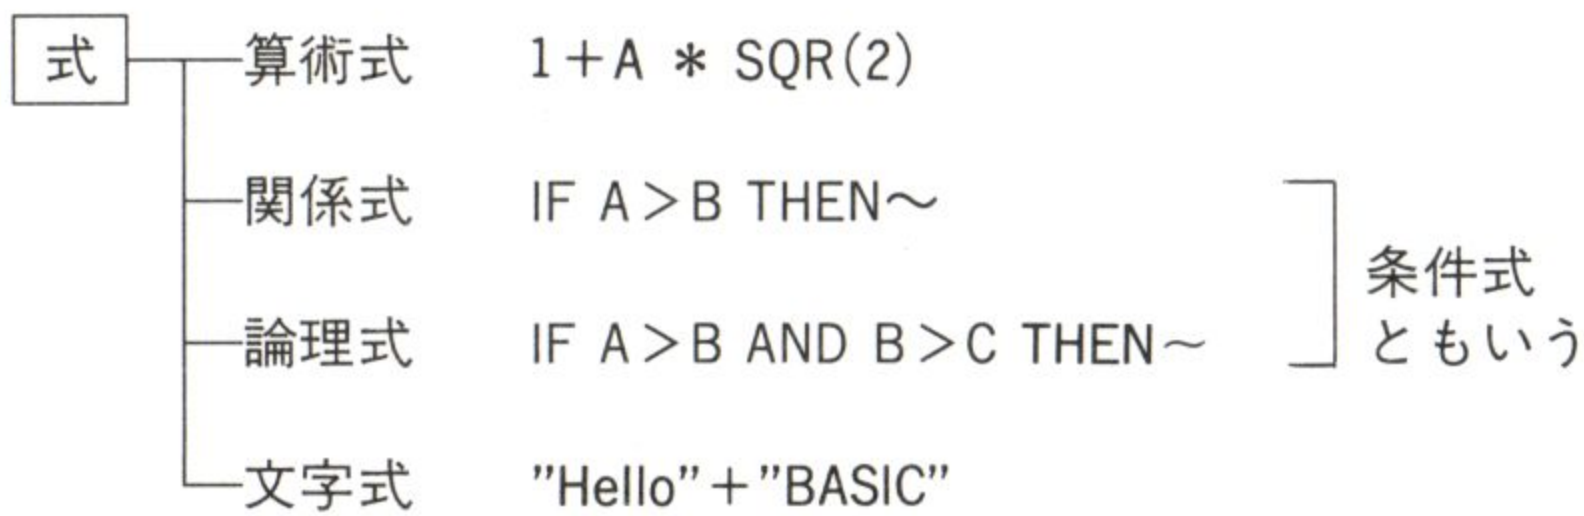 式 算術式 1+A * SQR(2)
関係式 IF A>B THEN～
論理式 IF A>B AND B>C THEN～
文字式 ”Hello”+”BASIC”
条件式
ともいう